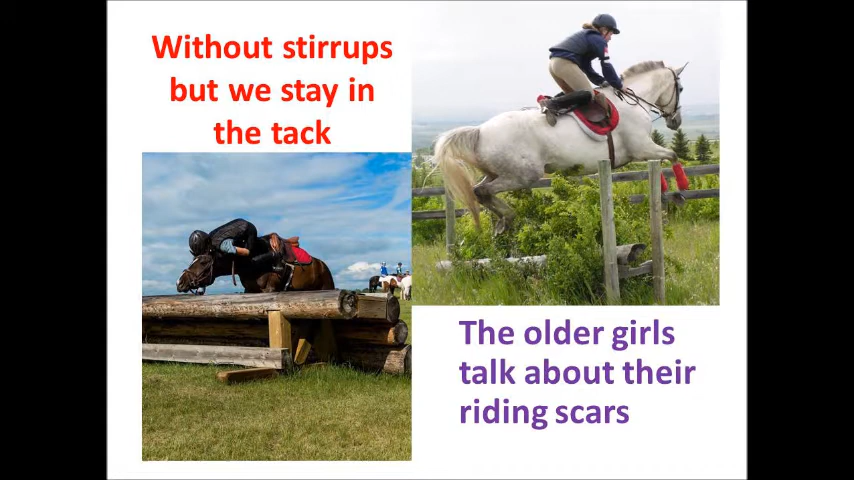 Without stirrups
but we stay in
the tack
The older girls
talk about their
riding scars